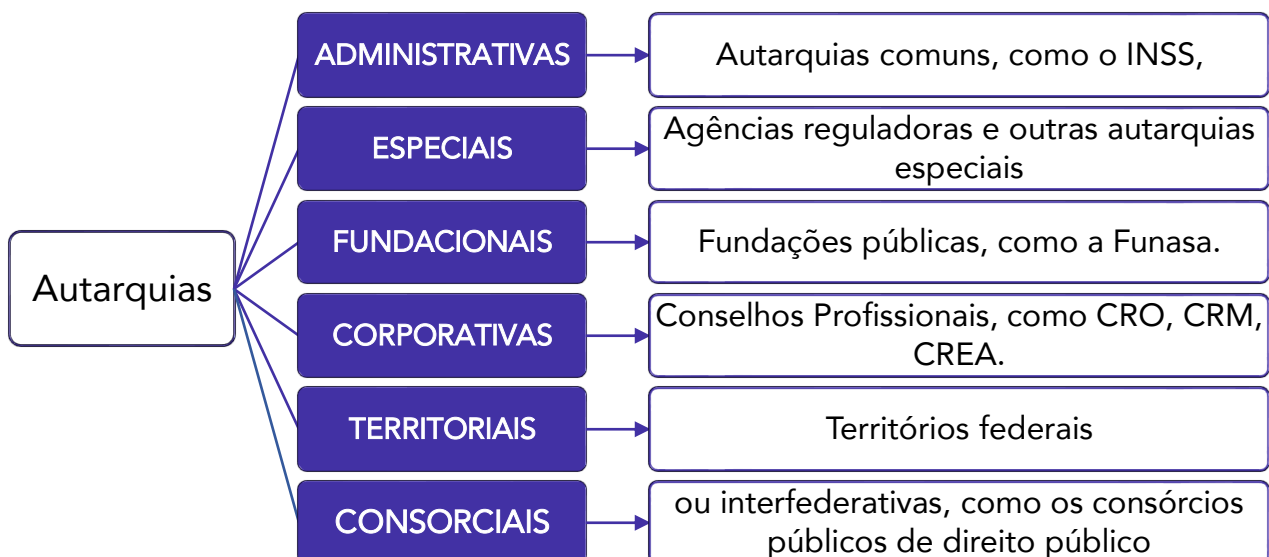 Autarquias
ADMINISTRATIVAS
Autarquias comuns, como o INSS,
ESPECIAIS
Agências reguladoras e outras autarquias
especiais
FUNDACIONAIS
Fundações públicas, como a Funasa.
CORPORATIVAS
Conselhos Profissionais, como CRO, CRM,
CREA.
TERRITORIAIS
Territórios federais
CONSORCIAIS
ou interfederativas, como os consórcios
públicos de direito público